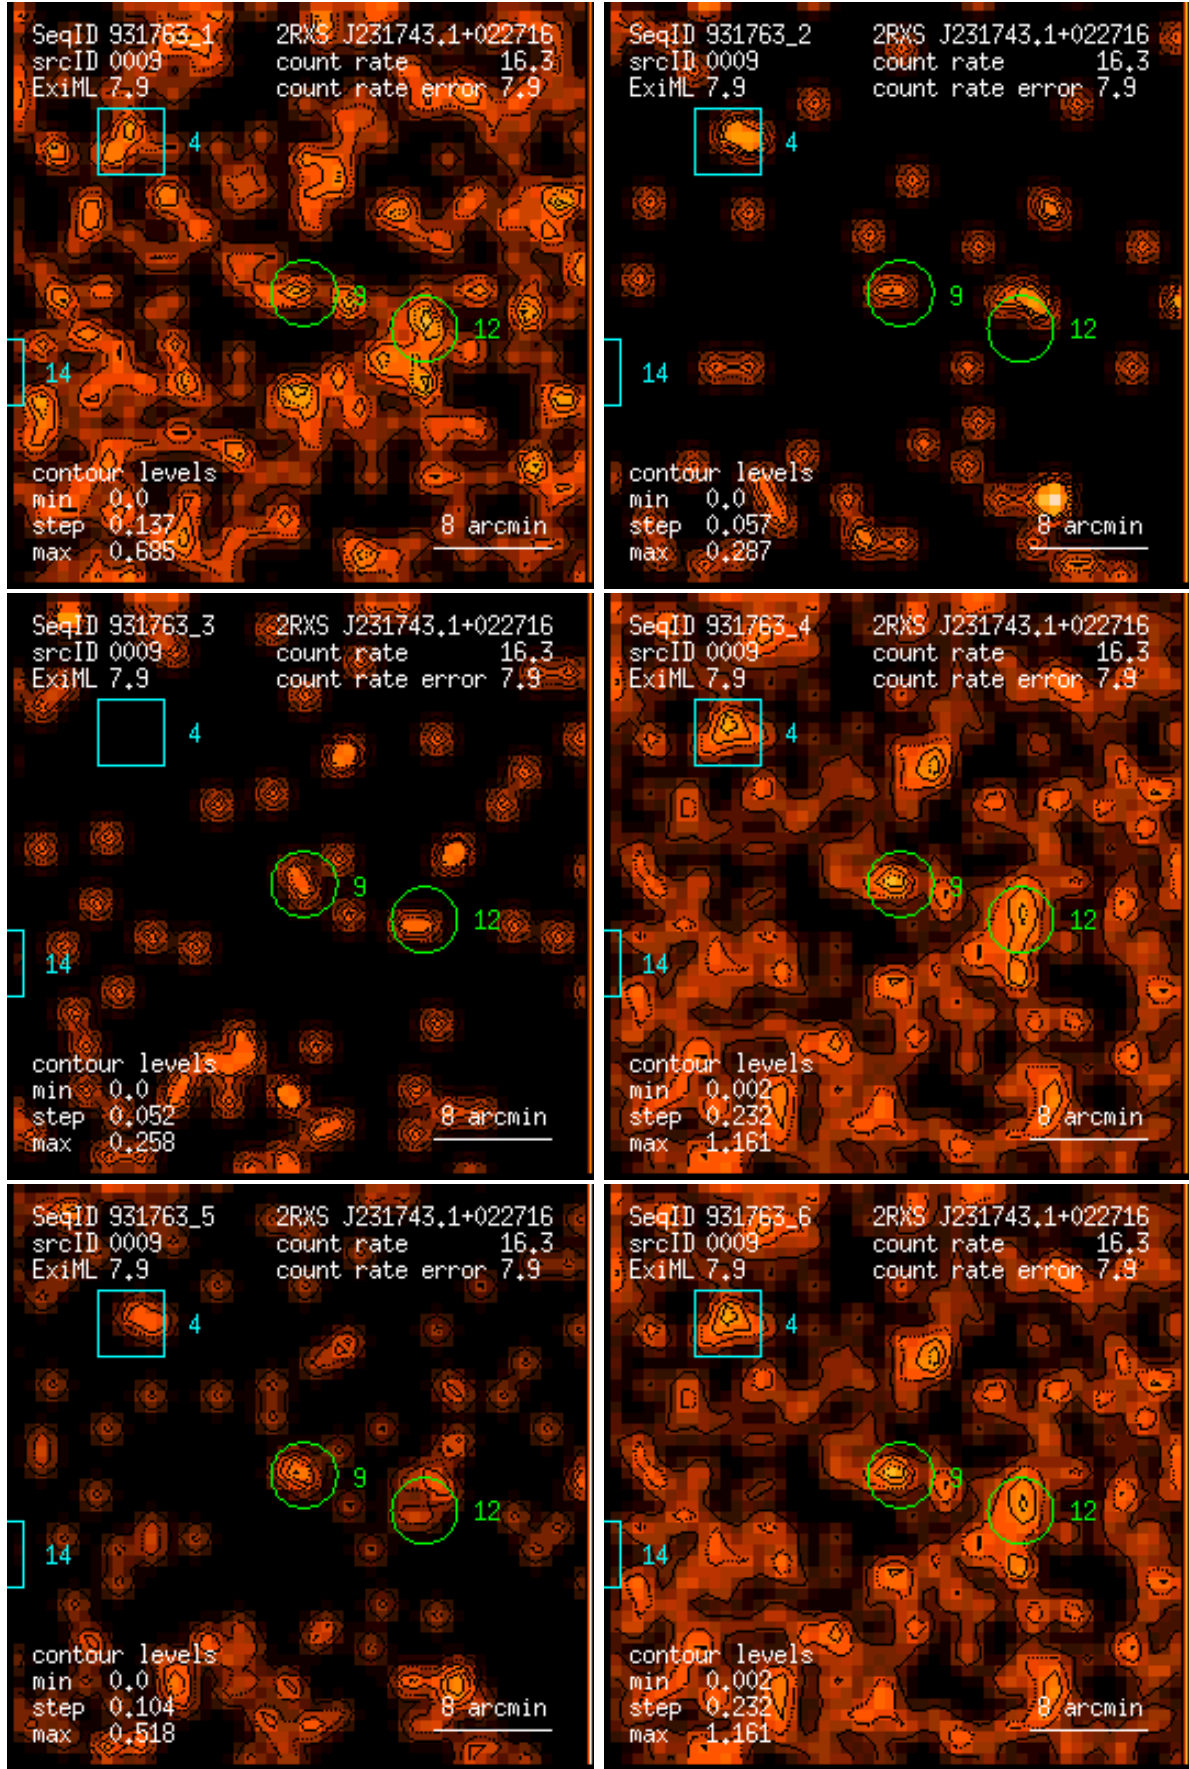 SeqID 931763_1 2RXS J231743.1+022716
srcID 0009 count rate 16.3
ExiML 7.9 count rate error 7.9
4
9
12
14
contour levels
min 0.0
step 0.137 8 arcmin
max 0.685
SeqID 931763_2 2RXS J231743.1+022716
srcID 0009 count rate 16.3
ExiML 7.9 count rate error 7.9
4
9
12
14
contour levels
min 0.0
step 0.057 8 arcmin
max 0.287
SeqID 931763_3 2RXS J231743.1+022716
srcID 0009 count rate 16.3
ExiML 7.9 count rate error 7.9
4
9
12
14
contour levels
min 0.0
step 0.052 8 arcmin
max 0.258
SeqID 931763_4 2RXS J231743.1+022716
srcID 0009 count rate 16.3
ExiML 7.9 count rate error 7.9
4
9
12
14
contour levels
min 0.002
step 0.232 8 arcmin
max 1.161
SeqID 931763_5 2RXS J231743.1+022716
srcID 0009 count rate 16.3
ExiML 7.9 count rate error 7.9
4
9
12
14
contour levels
min 0.0
step 0.104 8 arcmin
max 0.518
SeqID 931763_6 2RXS J231743.1+022716
srcID 0009 count rate 16.3
ExiML 7.9 count rate error 7.9
4
9
12
14
contour levels
min 0.002
step 0.232 8 arcmin
max 1.161